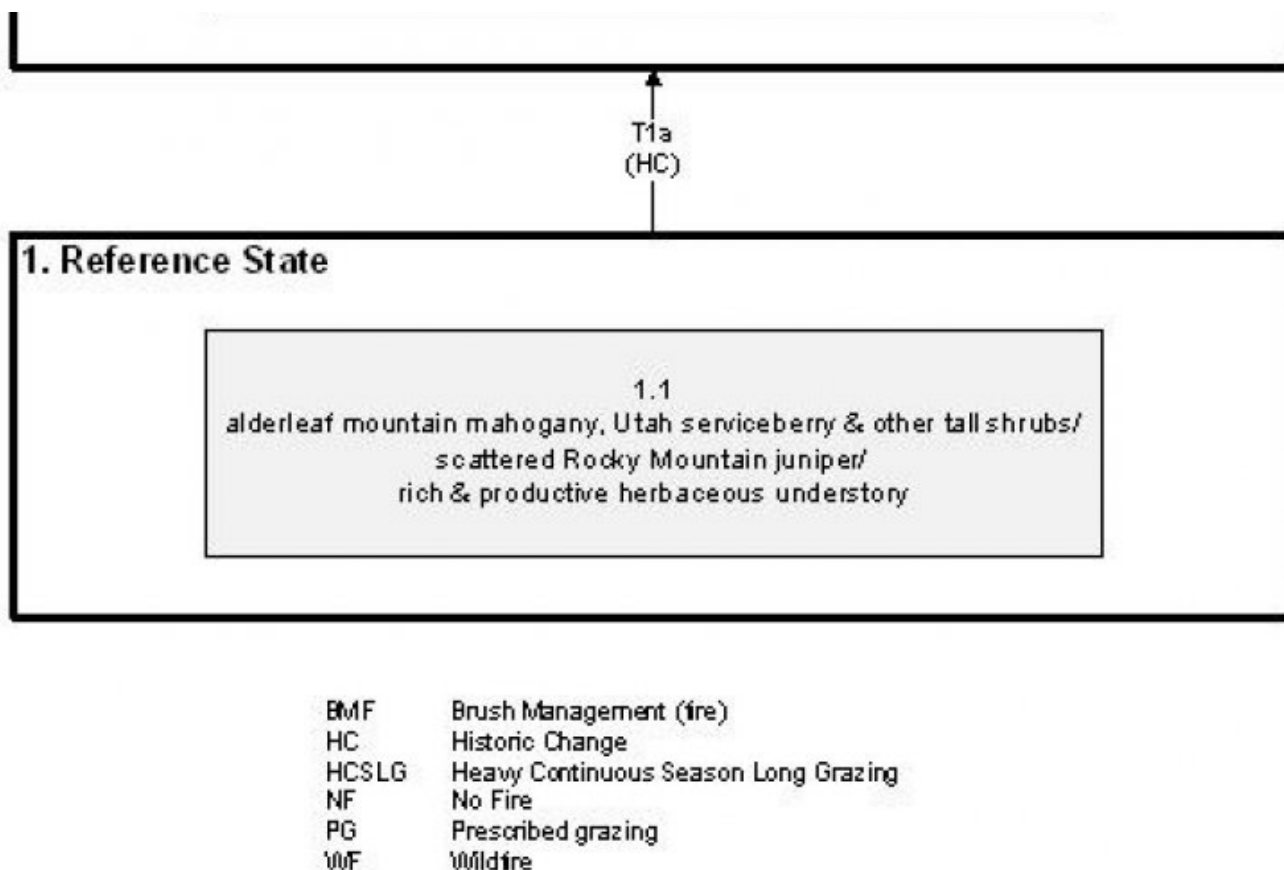 T1a
(HC)
1. Reference State
1.1
alderleaf mountain mahogany, Utah serviceberry & other tall shrubs/
scattered Rocky Mountain juniper/
rich & productive herbaceous understory
BMF Brush Management (fire)
HC Historic Change
HCSLG Heavy Continuous Season Long Grazing
NF No Fire
PG Prescribed grazing
WF Wildfire